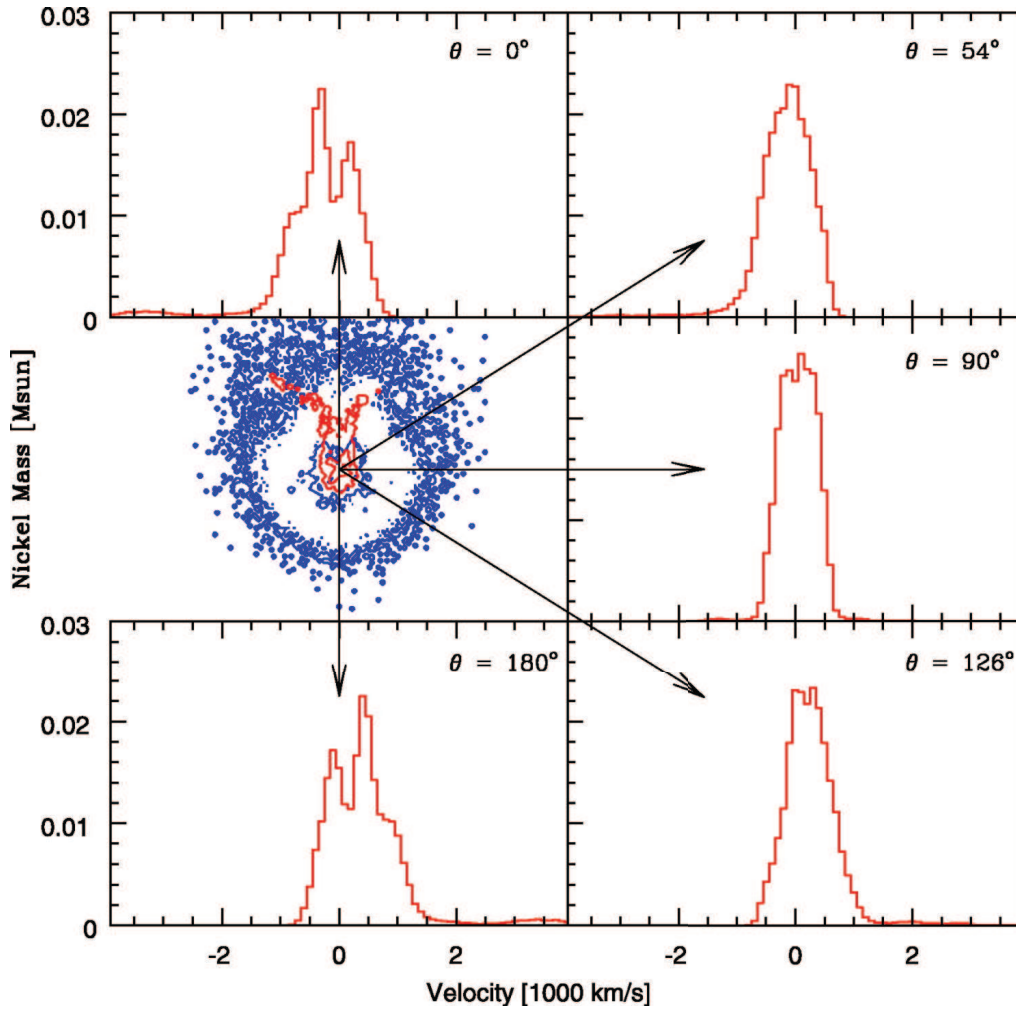 0.03
θ = 0°
θ = 54°
0.02
0.01
0
Nickel Mass [Msun]
θ = 90°
0.03
θ = 180°
θ = 126°
0.02
0.01
0
-2 0 2 -2 0 2
Velocity [1000 km/s]